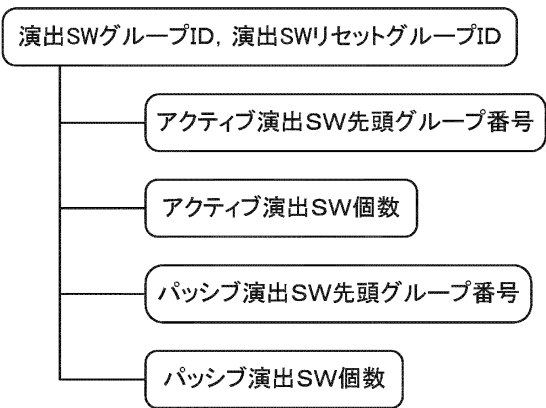 演出SWグループID，演出SWリセットグループID
アクティブ演出SW先頭グループ番号
アクティブ演出SW個数
パッシブ演出SW先頭グループ番号
パッシブ演出SW個数